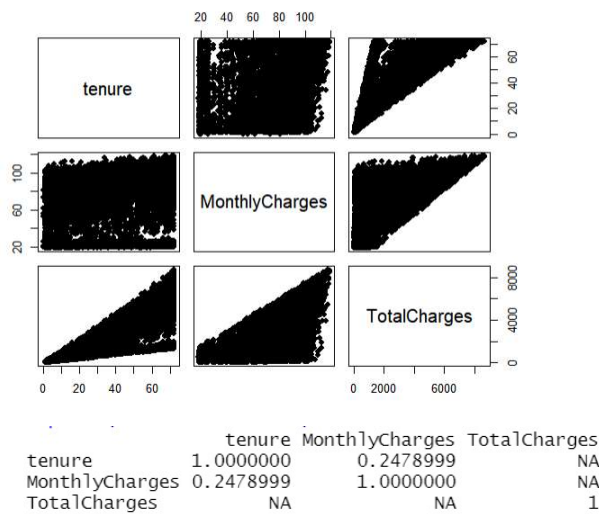 20 40 60 80 100
tenure
0 20 40 60
20 60 100
MonthlyCharges
TotalCharges
0 4000 8000
0 20 40 60
0 2000 6000
tenure MonthlyCharges TotalCharges
tenure 1.0000000 0.2478999 NA
MonthlyCharges 0.2478999 1.0000000 NA
TotalCharges NA NA 1